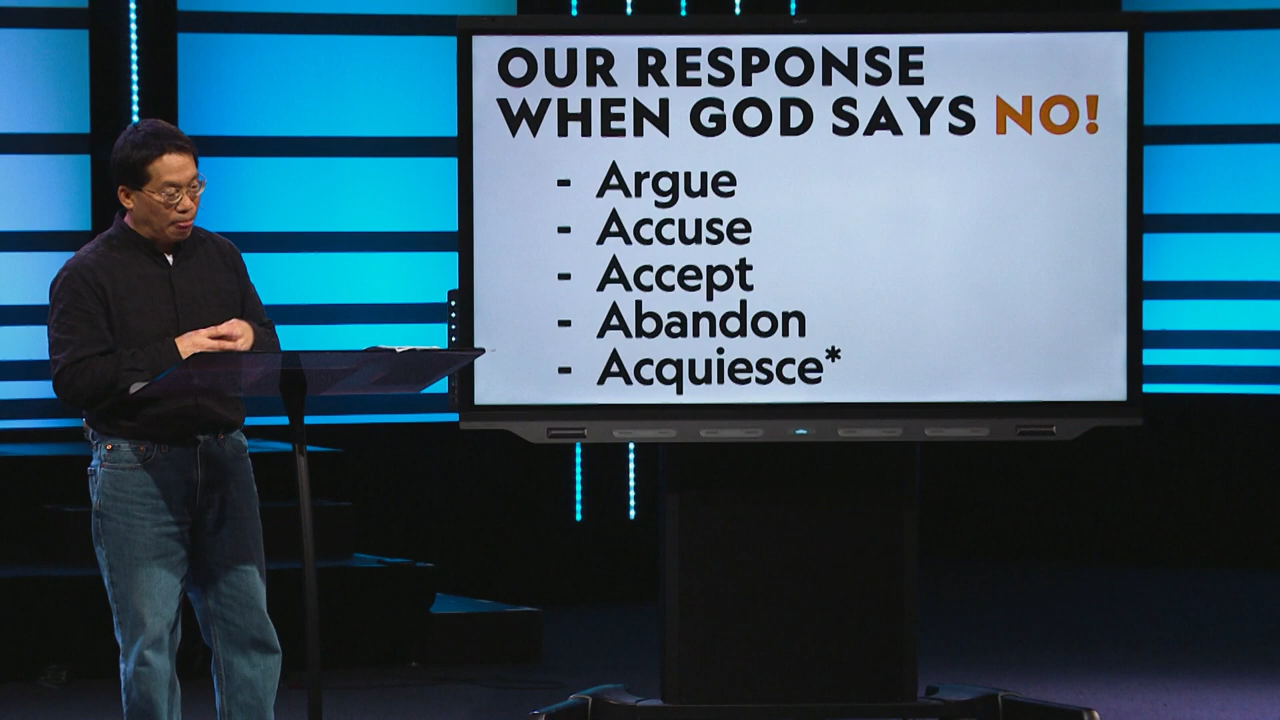 OUR RESPONSE
WHEN GOD SAYS NO!
- Argue
- Accuse
- Accept
- Abandon
- Acquiesce*